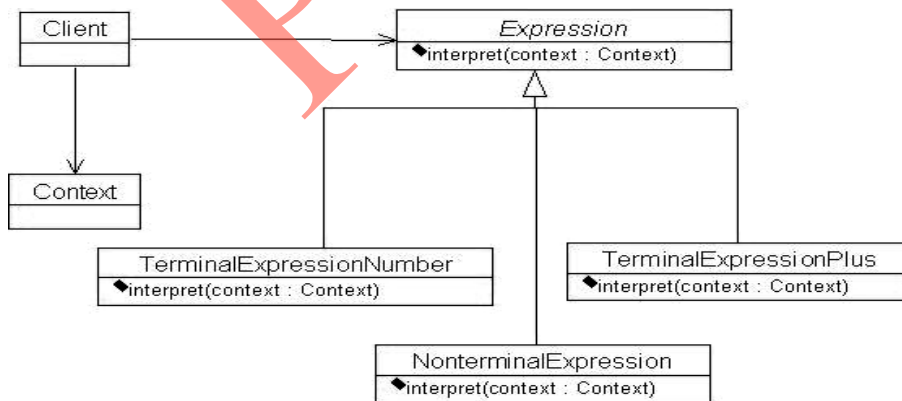 Client
Expression
interpret(context : Context)
Context
TerminalExpressionNumber
interpret(context : Context)
TerminalExpressionPlus
interpret(context : Context)
NonterminalExpression
interpret(context : Context)